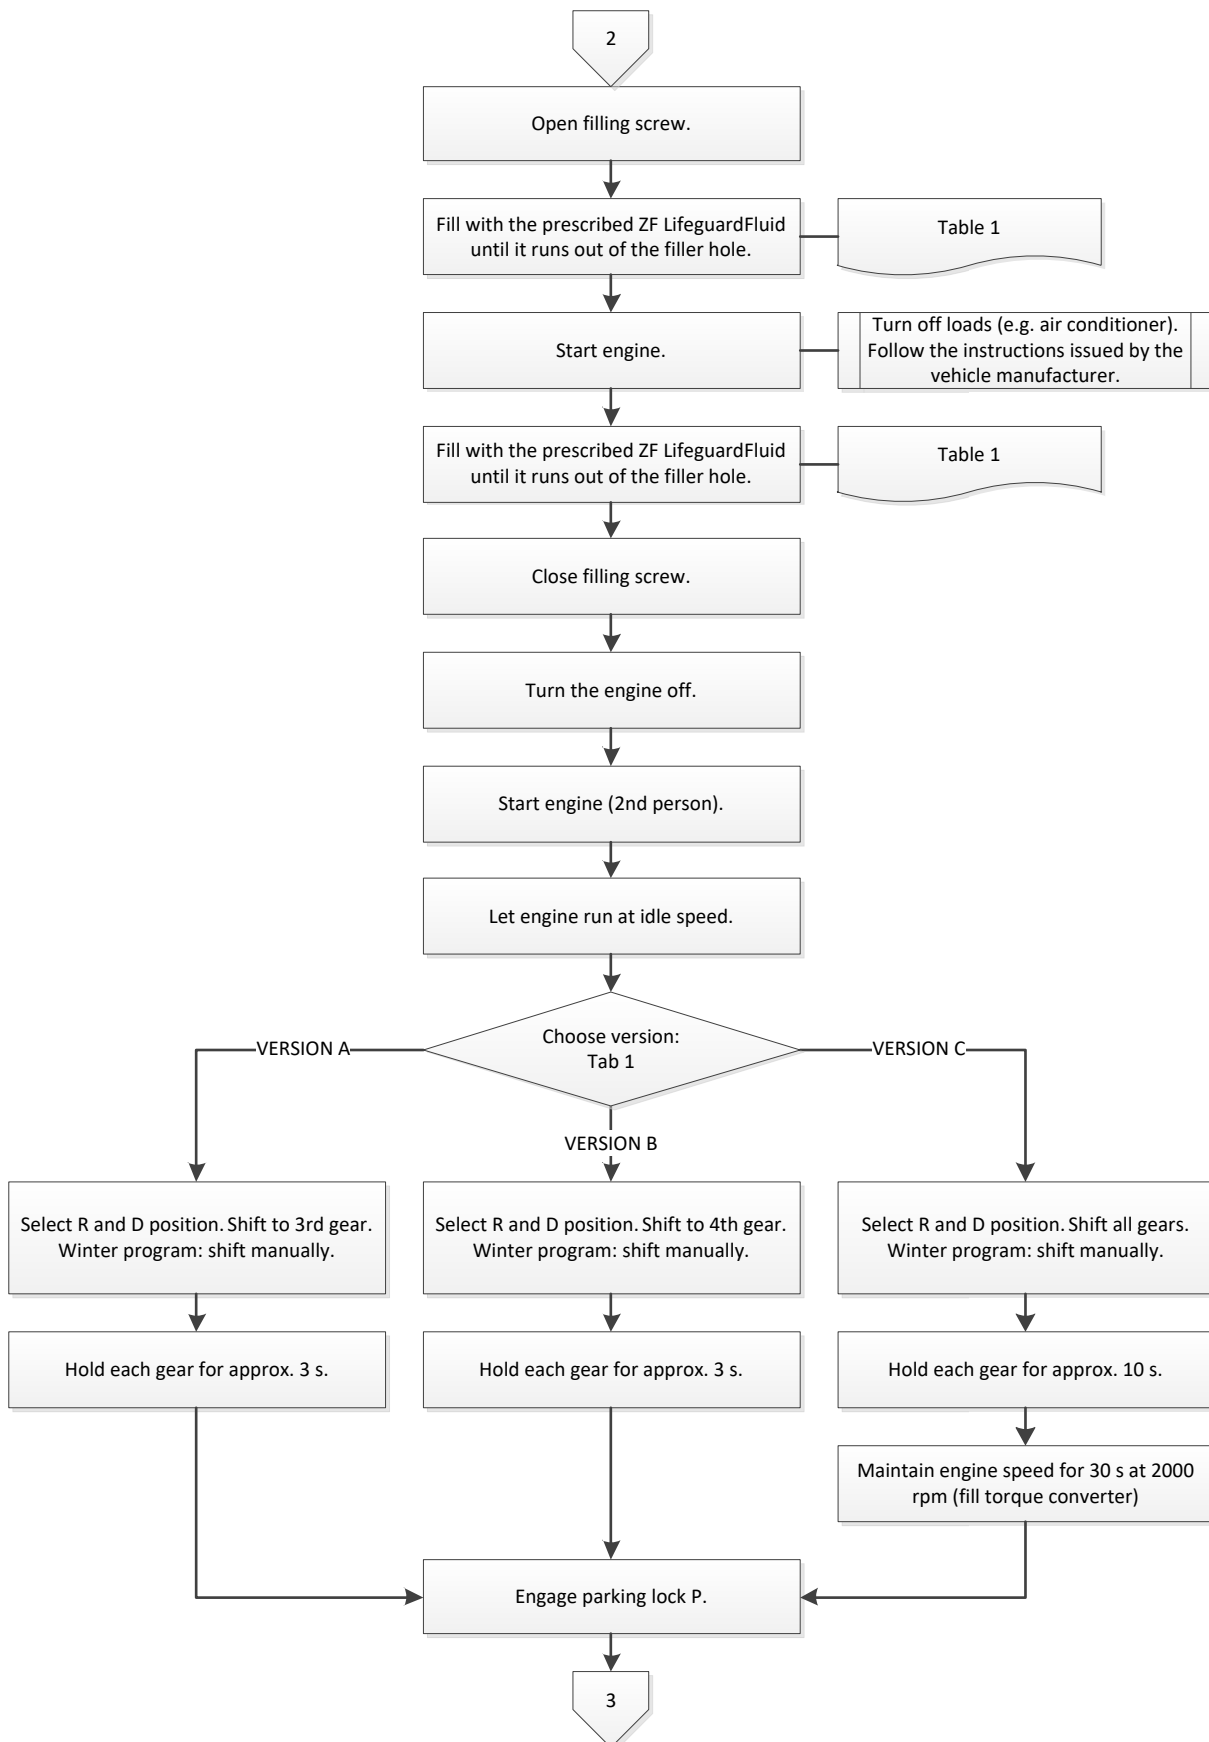 2
Open filling screw.
Fill with the prescribed ZF LifeguardFluid
until it runs out of the filler hole.
Table 1
Start engine.
Turn off loads (e.g. air conditioner).
Follow the instructions issued by the
vehicle manufacturer.
Fill with the prescribed ZF LifeguardFluid
until it runs out of the filler hole.
Table 1
Close filling screw.
Turn the engine off.
Start engine (2nd person).
Let engine run at idle speed.
Choose version:
Tab 1
VERSION A
VERSION B
VERSION C
Select R and D position. Shift to 3rd gear.
Winter program: shift manually.
Select R and D position. Shift to 4th gear.
Winter program: shift manually.
Select R and D position. Shift all gears.
Winter program: shift manually.
Hold each gear for approx. 3 s.
Hold each gear for approx. 3 s.
Hold each gear for approx. 10 s.
Maintain engine speed for 30 s at 2000
rpm (fill torque converter)
Engage parking lock P.
3